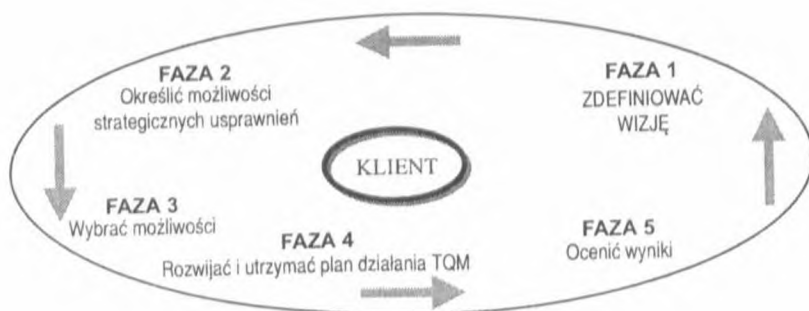 FAZA 1
ZDEFINIOWAĆ
WIZJĘ
FAZA 2
Określić możliwości
strategicznych usprawnień
KLIENT
FAZA 3
Wybrać możliwości
FAZA 4
Rozwijać i utrzymać plan działania TQM
FAZA 5
Ocenić wyniki